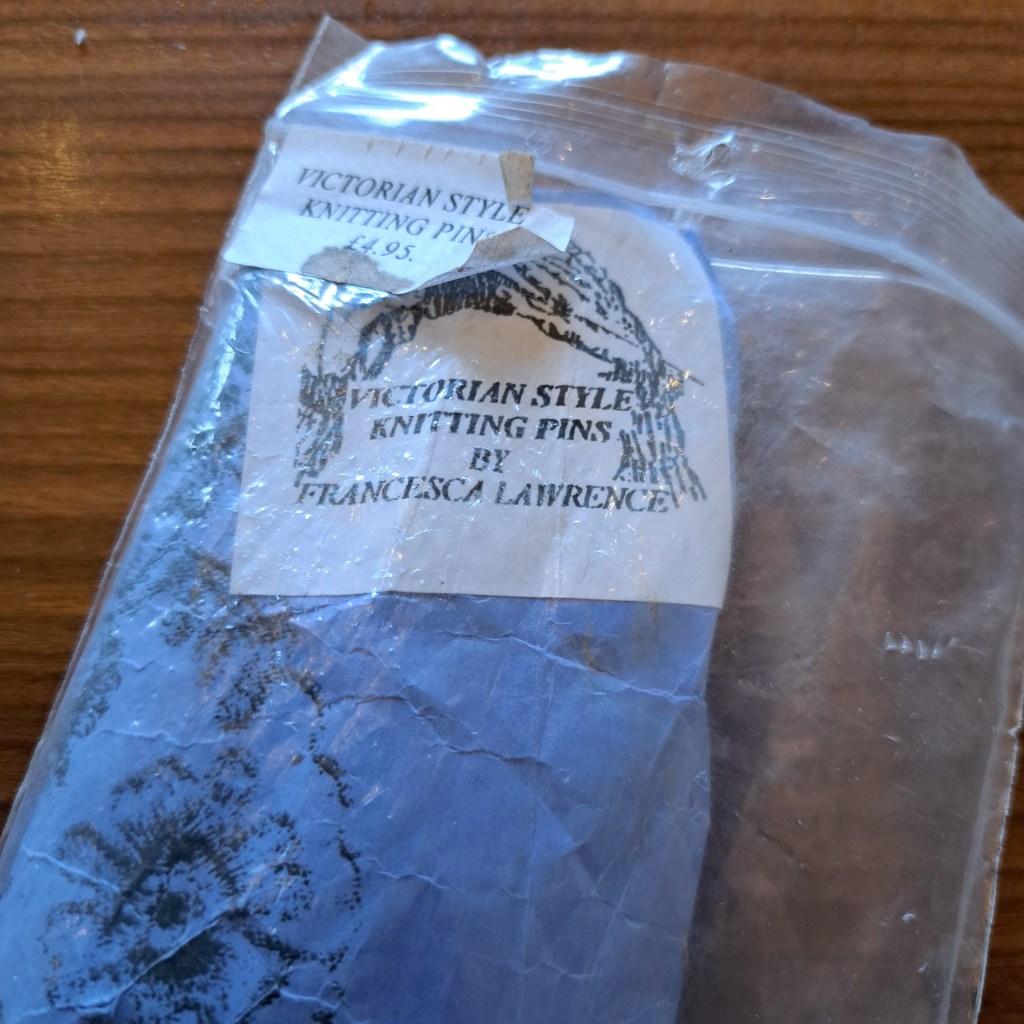 VICTORIAN STYLE
KNITTING PINS
£4.95.
VICTORIAN STYLE
KNITTING PINS
BY
FRANCESCA LAWRENCE